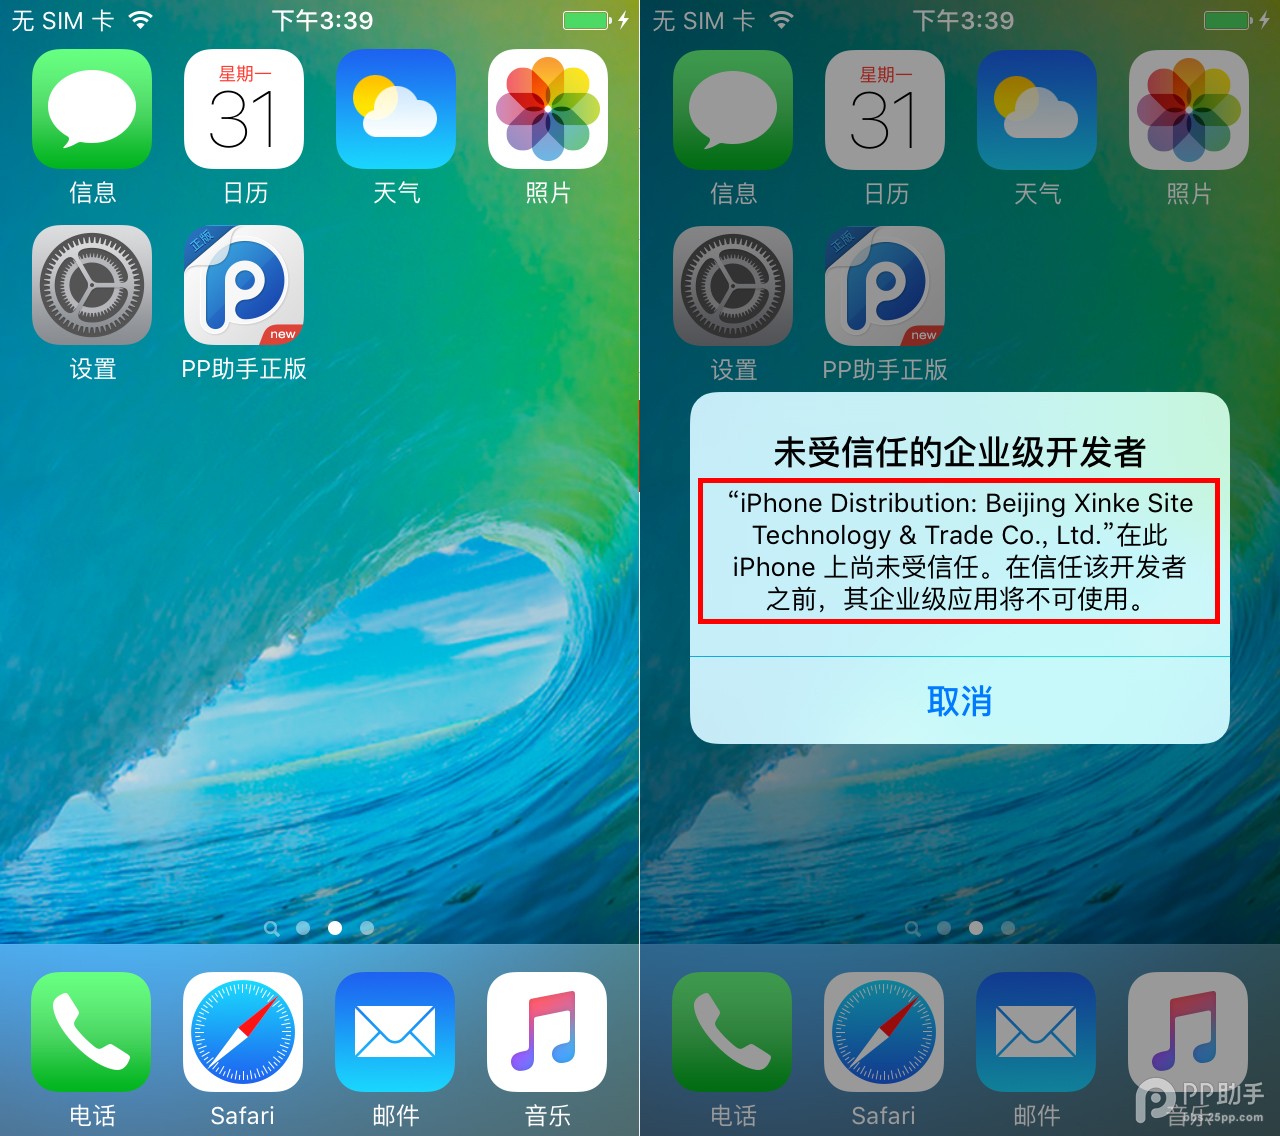 无 SIM 卡
下午3:39
星期一
31
信息
日历
天气
照片
正版
new
设置
PP助手正版
电话
Safari
邮件
音乐
无 SIM 卡
下午3:39
星期一
31
信息
日历
天气
照片
正版
new
设置
PP助手正版
未受信任的企业级开发者
“iPhone Distribution: Beijing Xinke Site
Technology & Trade Co., Ltd.”在此
iPhone 上尚未受信任。在信任该开发者
之前，其企业级应用将不可使用。
取消
电话
Safari
邮件
音乐
PP助手
bbs.25pp.com